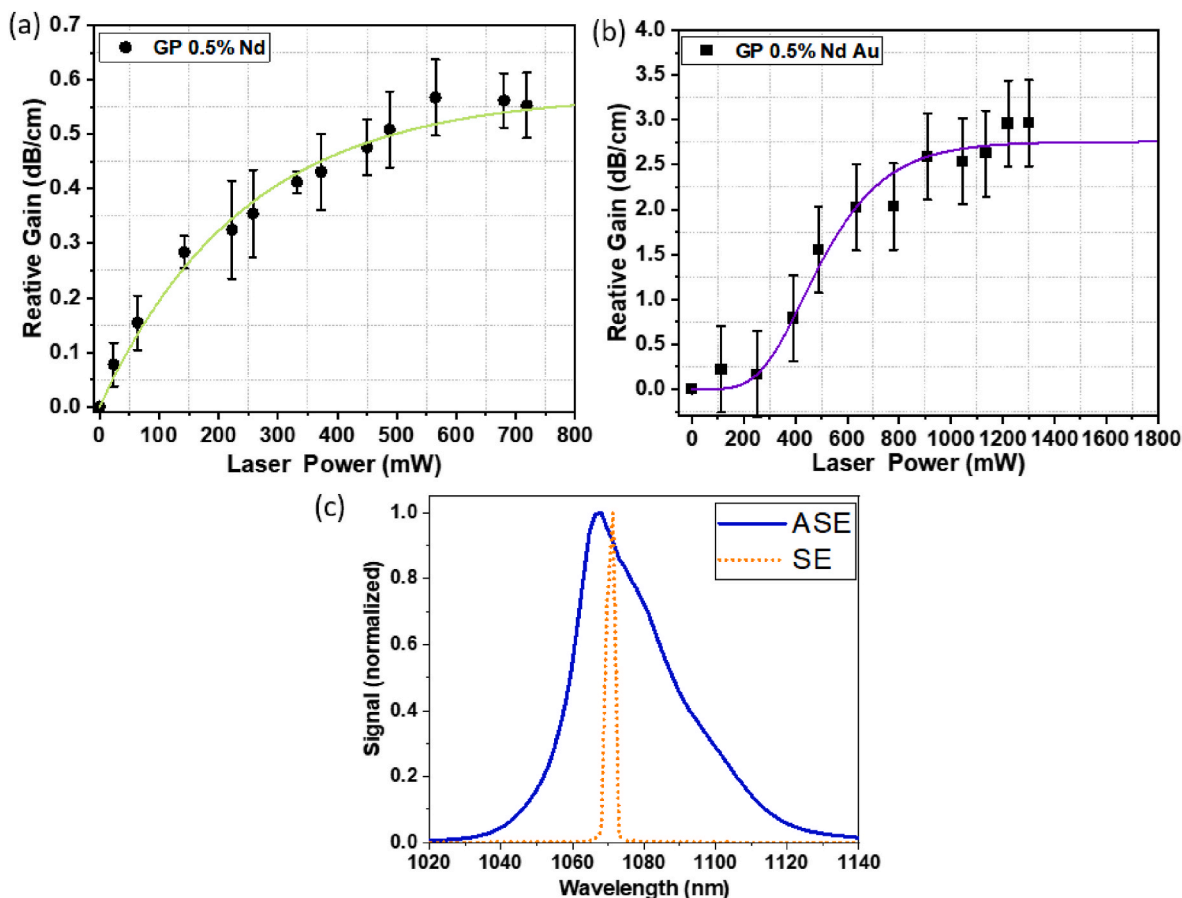 (a)
GP 0.5% Nd
Reative Gain (dB/cm)
0.7
0.6
0.5
0.4
0.3
0.2
0.1
0.0
0 100 200 300 400 500 600 700 800
Laser Power (mW)
(b)
GP 0.5% Nd Au
Reative Gain (dB/cm)
4.0
3.5
3.0
2.5
2.0
1.5
1.0
0.5
0.0
0 200 400 600 800 1000 1200 1400 1600 1800
Laser Power (mW)
(c)
ASE
SE
Signal (normalized)
1.0
0.8
0.6
0.4
0.2
0.0
1020 1040 1060 1080 1100 1120 1140
Wavelength (nm)